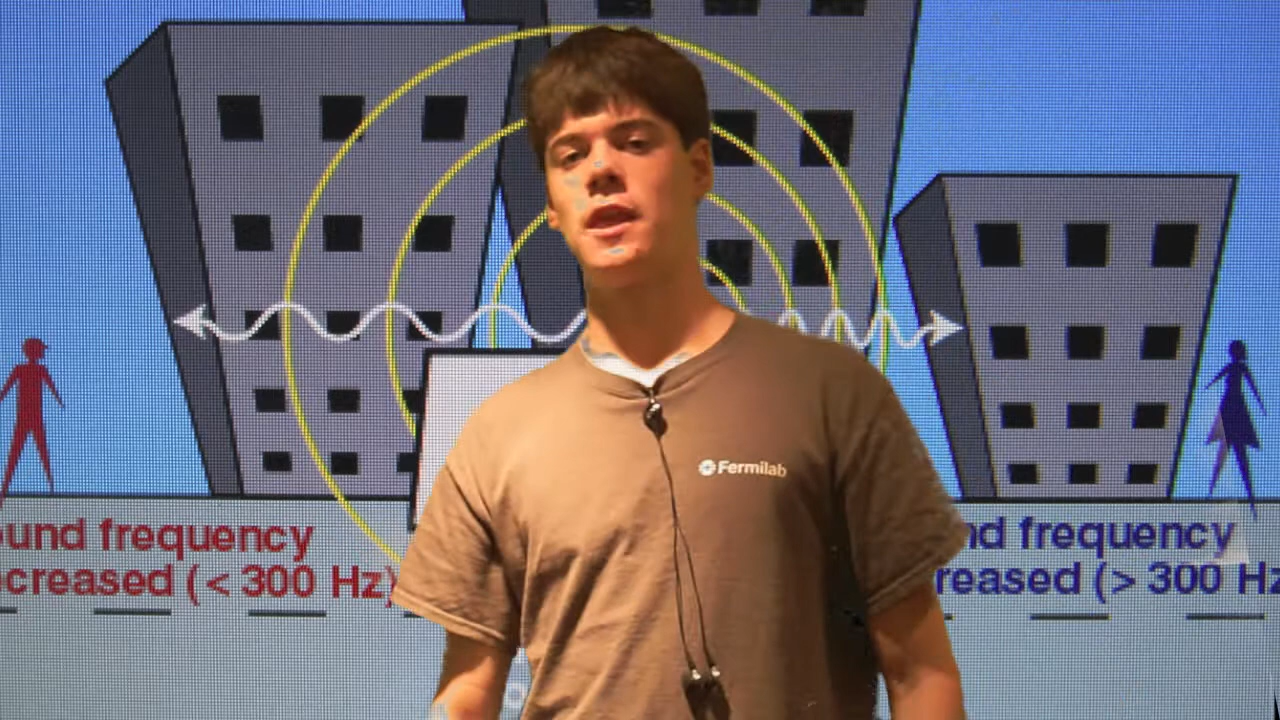 Fermilab
und frequency
creased (< 300 Hz)
nd frequency
reased (> 300 Hz